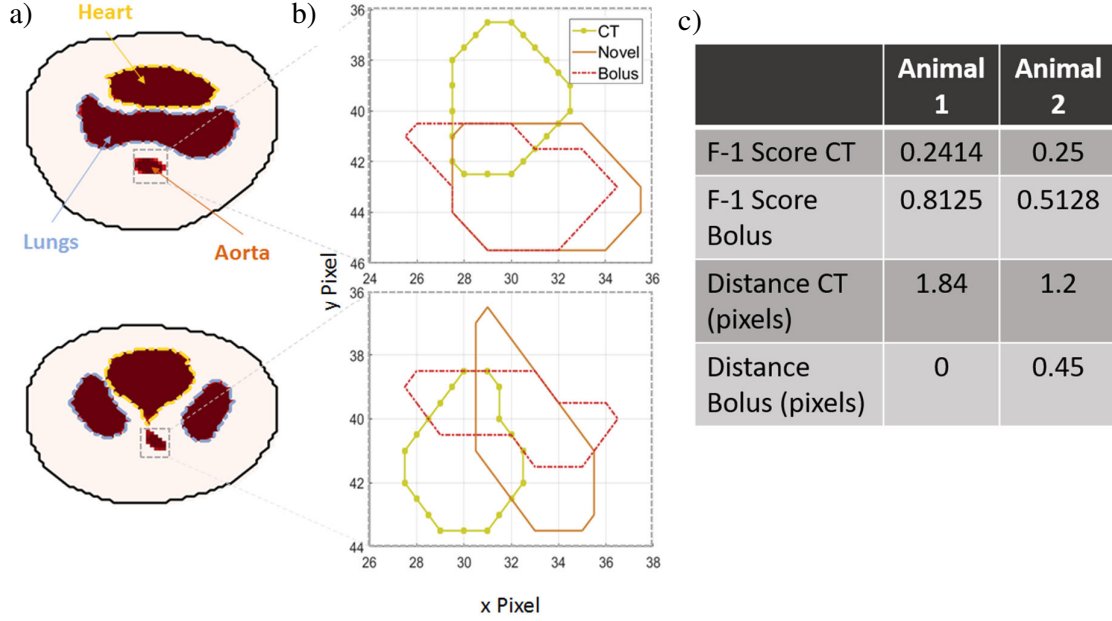 a)
Heart
Lungs
Aorta
b)
36
38
40
42
44
46
24
26
28
30
32
34
36
CT
Novel
Bolus
y Pixel
36
38
40
42
44
26
28
30
32
34
36
38
x Pixel
c)
Animal 1 Animal 2
F-1 Score CT 0.2414 0.25
F-1 Score Bolus 0.8125 0.5128
Distance CT (pixels) 1.84 1.2
Distance Bolus (pixels) 0 0.45